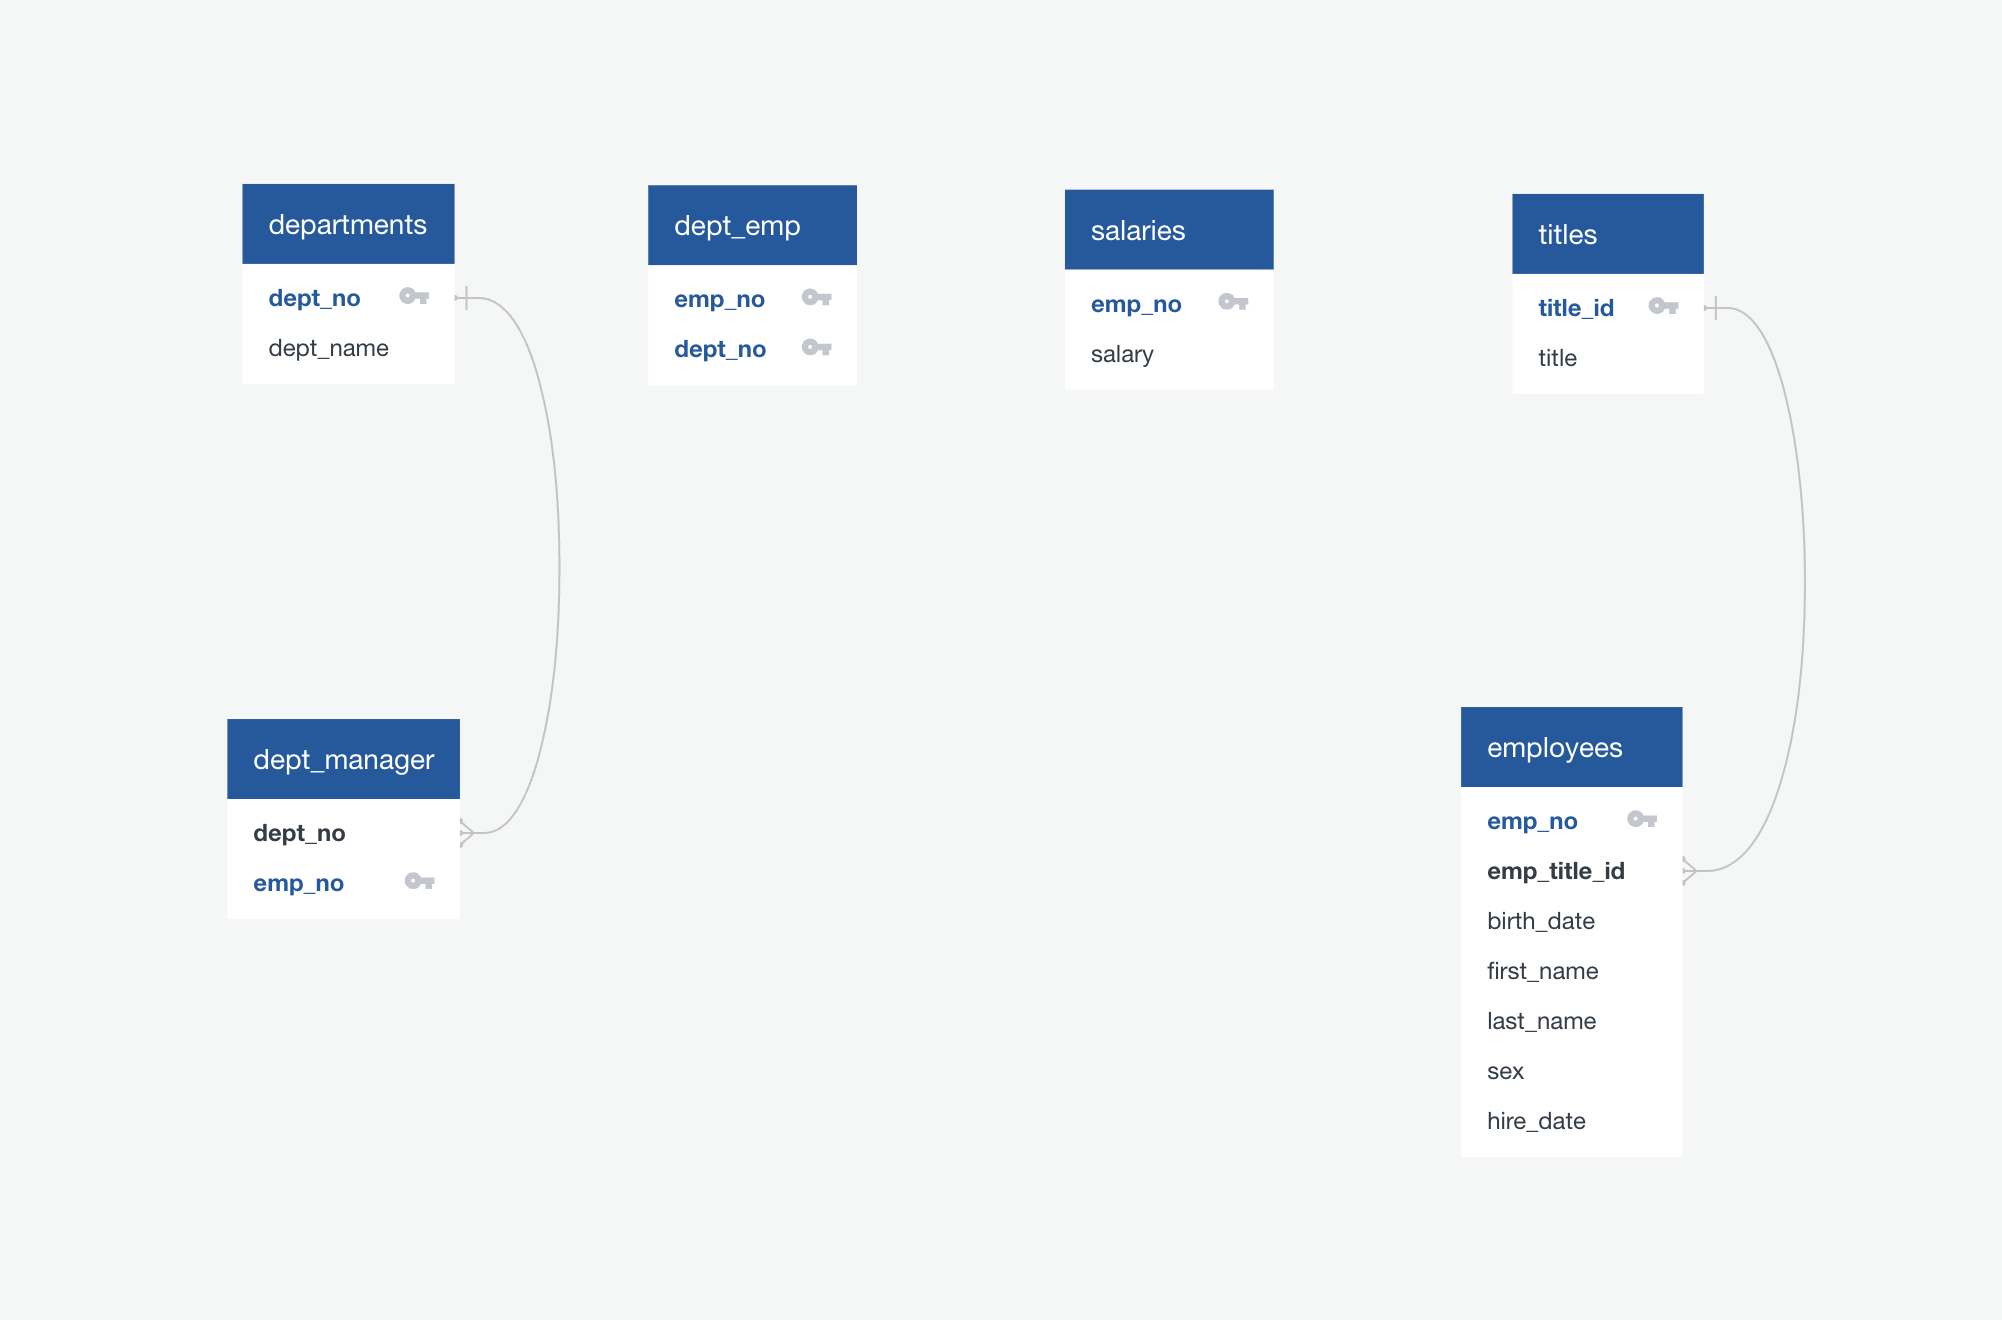 departments
dept_no
dept_name
dept_emp
emp_no
dept_no
salaries
emp_no
salary
titles
title_id
title
dept_manager
dept_no
emp_no
employees
emp_no
emp_title_id
birth_date
first_name
last_name
sex
hire_date